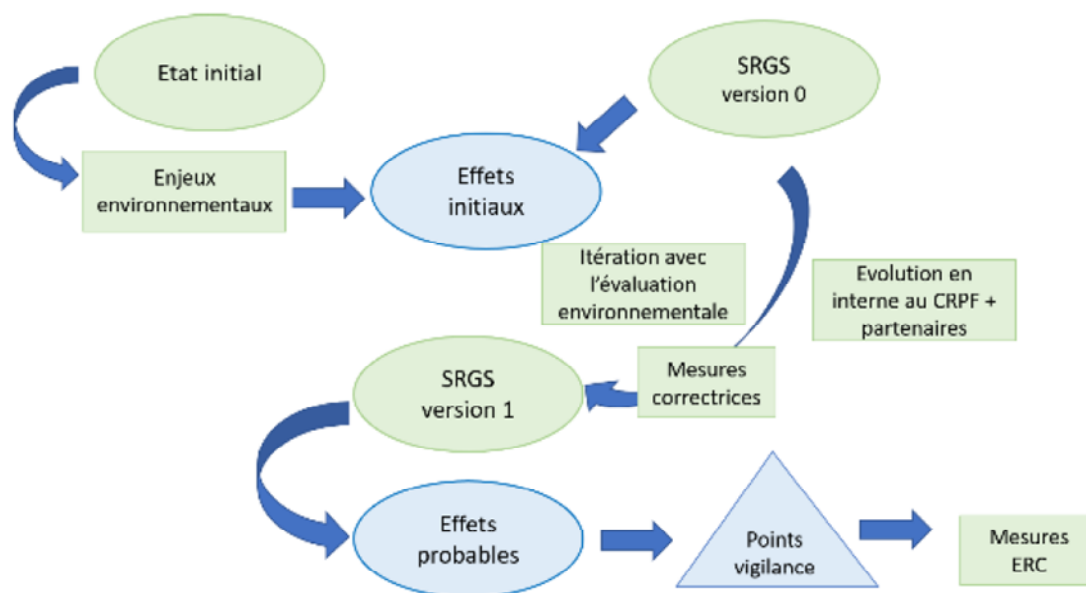 Etat initial
SRGS
version 0
Enjeux
environnementaux
Effets
initiaux
Itération avec
l'évaluation
environnementale
Evolution en
interne au CRPF +
partenaires
SRGS
version 1
Mesures
correctrices
Effets
probables
Points
vigilance
Mesures
ERC